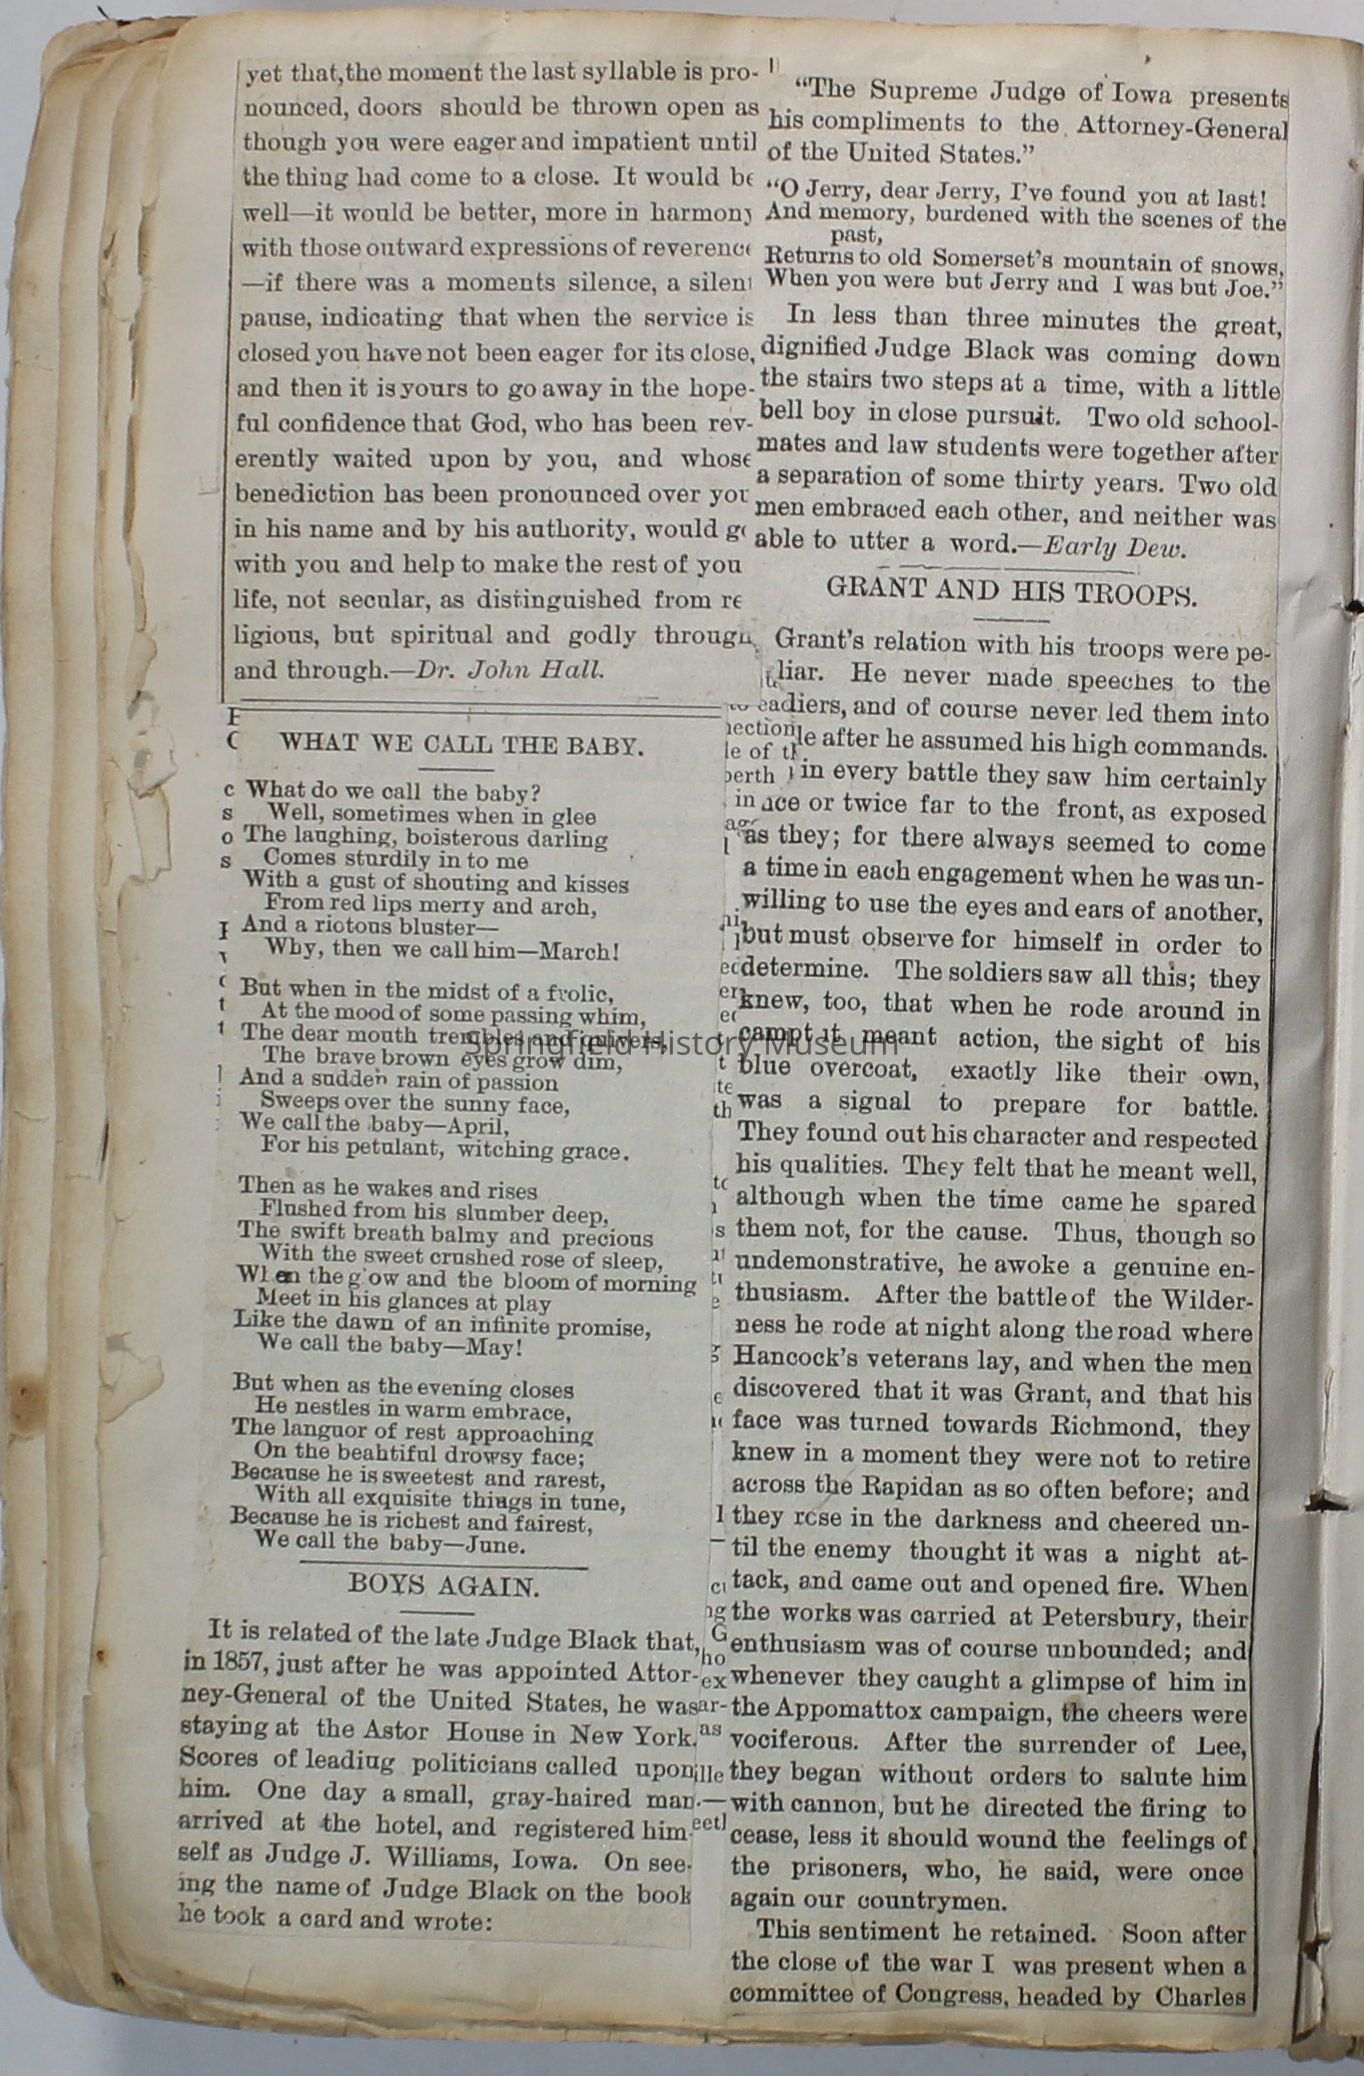 yet that,the moment the last syllable is pro-
nounced, doors should be thrown open as
though you were eager and impatient until
the thing had come to a close. It would be
well—it would be better, more in harmony
with those outward expressions of reverence
—if there was a moments silence, a silent
pause, indicating that when the service is
closed you have not been eager for its close,
and then it is yours to go away in the hope-
ful confidence that God, who has been rev-
erently waited upon by you, and whose
benediction has been pronounced over you
in his name and by his authority, would go
with you and help to make the rest of you
life, not secular, as distinguished from re
ligious, but spiritual and godly through
and through.—Dr. John Hall.
WHAT WE CALL THE BABY.
What do we call the baby?
Well, sometimes when in glee
The laughing, boisterous darling
Comes sturdily in to me
With a gust of shouting and kisses
From red lips merry and arch,
And a riotous bluster—
Why, then we call him—March!
But when in the midst of a frolic,
At the mood of some passing whim,
The dear mouth trembles and quivers,
The brave brown eyes grow dim,
And a sudden rain of passion
Sweeps over the sunny face,
We call the baby—April,
For his petulant, witching grace.
Then as he wakes and rises
Flushed from his slumber deep,
The swift breath balmy and precious
With the sweet crushed rose of sleep,
When the g ow and the bloom of morning
Meet in his glances at play
Like the dawn of an infinite promise,
We call the baby—May!
But when as the evening closes
He nestles in warm embrace,
The languor of rest approaching
On the beahtiful drowsy face;
Because he is sweetest and rarest,
With all exquisite things in tune,
Because he is richest and fairest,
We call the baby—June.
BOYS AGAIN.
It is related of the late Judge Black that,
in 1857, just after he was appointed Attor-
ney-General of the United States, he was
staying at the Astor House in New York.
Scores of leading politicians called upon
him. One day a small, gray-haired man
arrived at the hotel, and registered him-
self as Judge J. Williams, Iowa. On see-
ing the name of Judge Black on the book
he took a card and wrote:
"The Supreme Judge of Iowa presents
his compliments to the Attorney-General
of the United States."
"O Jerry, dear Jerry, I've found you at last!
And memory, burdened with the scenes of the
past,
Returns to old Somerset's mountain of snows,
When you were but Jerry and I was but Joe."
In less than three minutes the great,
dignified Judge Black was coming down
the stairs two steps at a time, with a little
bell boy in close pursuit. Two old school-
mates and law students were together after
a separation of some thirty years. Two old
men embraced each other, and neither was
able to utter a word.—Early Dew.
GRANT AND HIS TROOPS.
Grant's relation with his troops were pe-
liar. He never made speeches to the
diers, and of course never led them into
le after he assumed his high commands.
in every battle they saw him certainly
nce or twice far to the front, as exposed
as they; for there always seemed to come
a time in each engagement when he was un-
willing to use the eyes and ears of another,
but must observe for himself in order to
determine. The soldiers saw all this; they
knew, too, that when he rode around in
camp it meant action, the sight of his
blue overcoat, exactly like their own,
was a signal to prepare for battle.
They found out his character and respected
his qualities. They felt that he meant well,
although when the time came he spared
them not, for the cause. Thus, though so
undemonstrative, he awoke a genuine en-
thusiasm. After the battle of the Wilder-
ness he rode at night along the road where
Hancock's veterans lay, and when the men
discovered that it was Grant, and that his
face was turned towards Richmond, they
knew in a moment they were not to retire
across the Rapidan as so often before; and
they rose in the darkness and cheered un-
til the enemy thought it was a night at-
tack, and came out and opened fire. When
the works was carried at Petersbury, their
enthusiasm was of course unbounded; and
whenever they caught a glimpse of him in
the Appomattox campaign, the cheers were
vociferous. After the surrender of Lee,
they began without orders to salute him
with cannon, but he directed the firing to
cease, less it should wound the feelings of
the prisoners, who, he said, were once
again our countrymen.
This sentiment he retained. Soon after
the close of the war I was present when a
committee of Congress, headed by Charles
Springfield History Museum